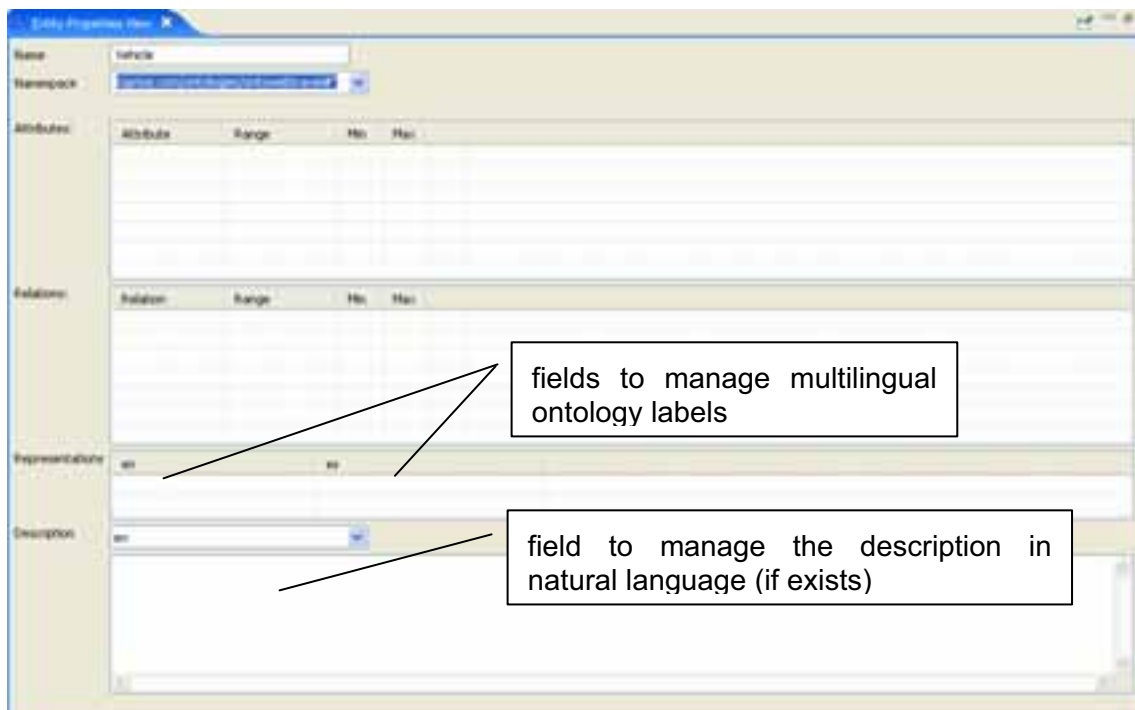 Entity Properties View
Name
Vehicle
Namespace
Attributes:
Attribute Range Min Max
Relations:
Relation Range Min Max
fields to manage multilingual
ontology labels
Representations
en es
Description
en
field to manage the description in
natural language (if exists)